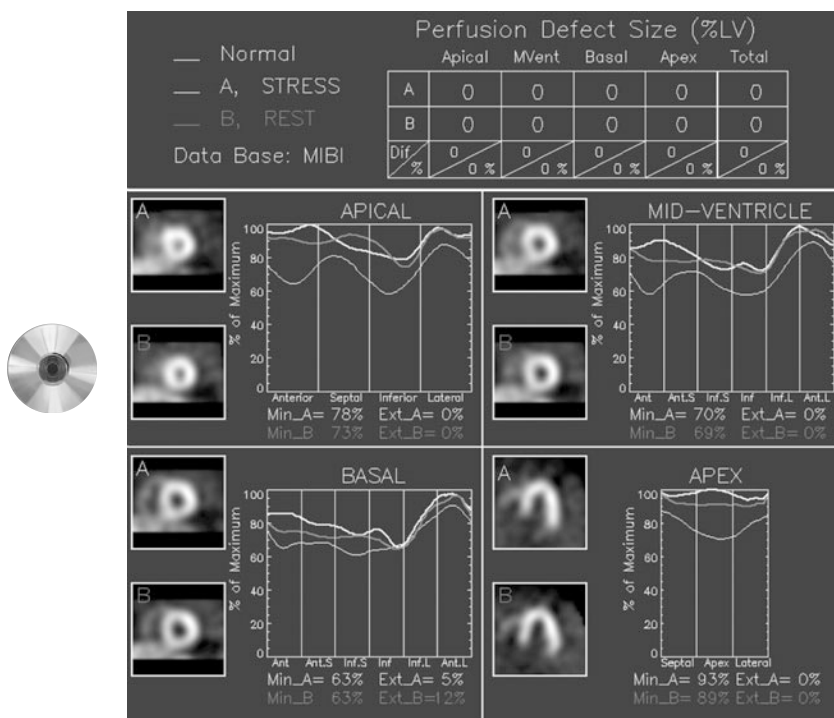 Perfusion Defect Size (%LV)
Normal
A, STRESS
B, REST
Data Base: MIBI
Apical MVent Basal Apex Total
A 0 0 0 0 0
B 0 0 0 0 0
Dif % 0 0 % 0 0 % 0 0 % 0 0 % 0 0 %
A
B
APICAL
% of Maximum
100
80
60
40
20
0
Anterior Septal Inferior Lateral
Min_A= 78% Ext_A= 0%
Min_B 73% Ext_B= 0%
A
B
MID-VENTRICLE
% of Maximum
100
80
60
40
20
0
Ant Ant.S Inf.S Inf Inf.L Ant.L
Min_A= 70% Ext_A= 0%
Min_B 69% Ext_B= 0%
A
B
BASAL
% of Maximum
100
80
60
40
20
0
Ant Ant.S Inf.S Inf Inf.L Ant.L
Min_A= 63% Ext_A= 5%
Min_B 63% Ext_B=12%
A
B
APEX
% of Maximum
100
80
60
40
20
0
Septal Apex Lateral
Min_A= 93% Ext_A= 0%
Min_B= 89% Ext_B= 0%